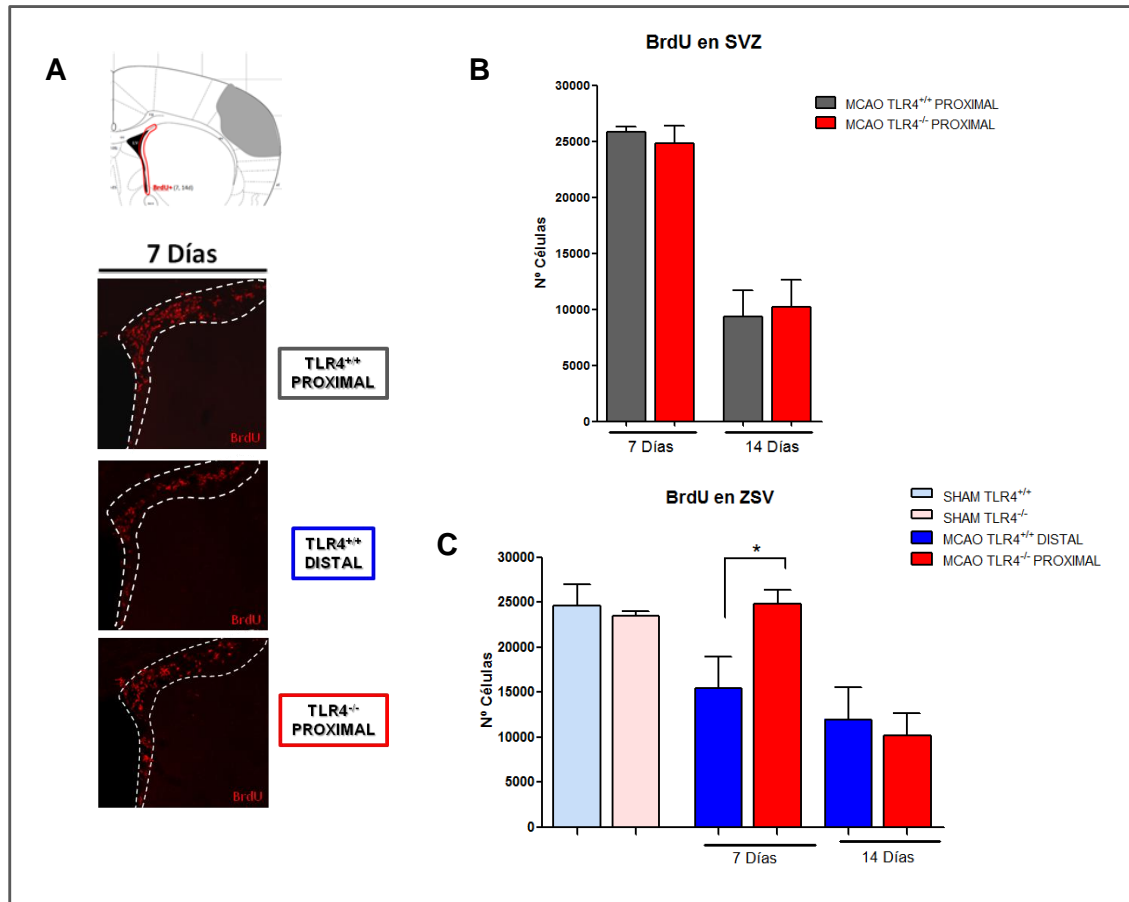 A
BrdU+ (7, 14d)
7 Días
BrdU
TLR4+/+
PROXIMAL
BrdU
TLR4+/+
DISTAL
BrdU
TLR4-/-
PROXIMAL
B
BrdU en SVZ
MCAO TLR4+/+ PROXIMAL
MCAO TLR4-/- PROXIMAL
Nº Células
30000
25000
20000
15000
10000
5000
0
7 Días
14 Días
C
BrdU en ZSV
SHAM TLR4+/+
SHAM TLR4-/-
MCAO TLR4+/+ DISTAL
MCAO TLR4-/- PROXIMAL
*
Nº Células
30000
25000
20000
15000
10000
5000
0
7 Días
14 Días